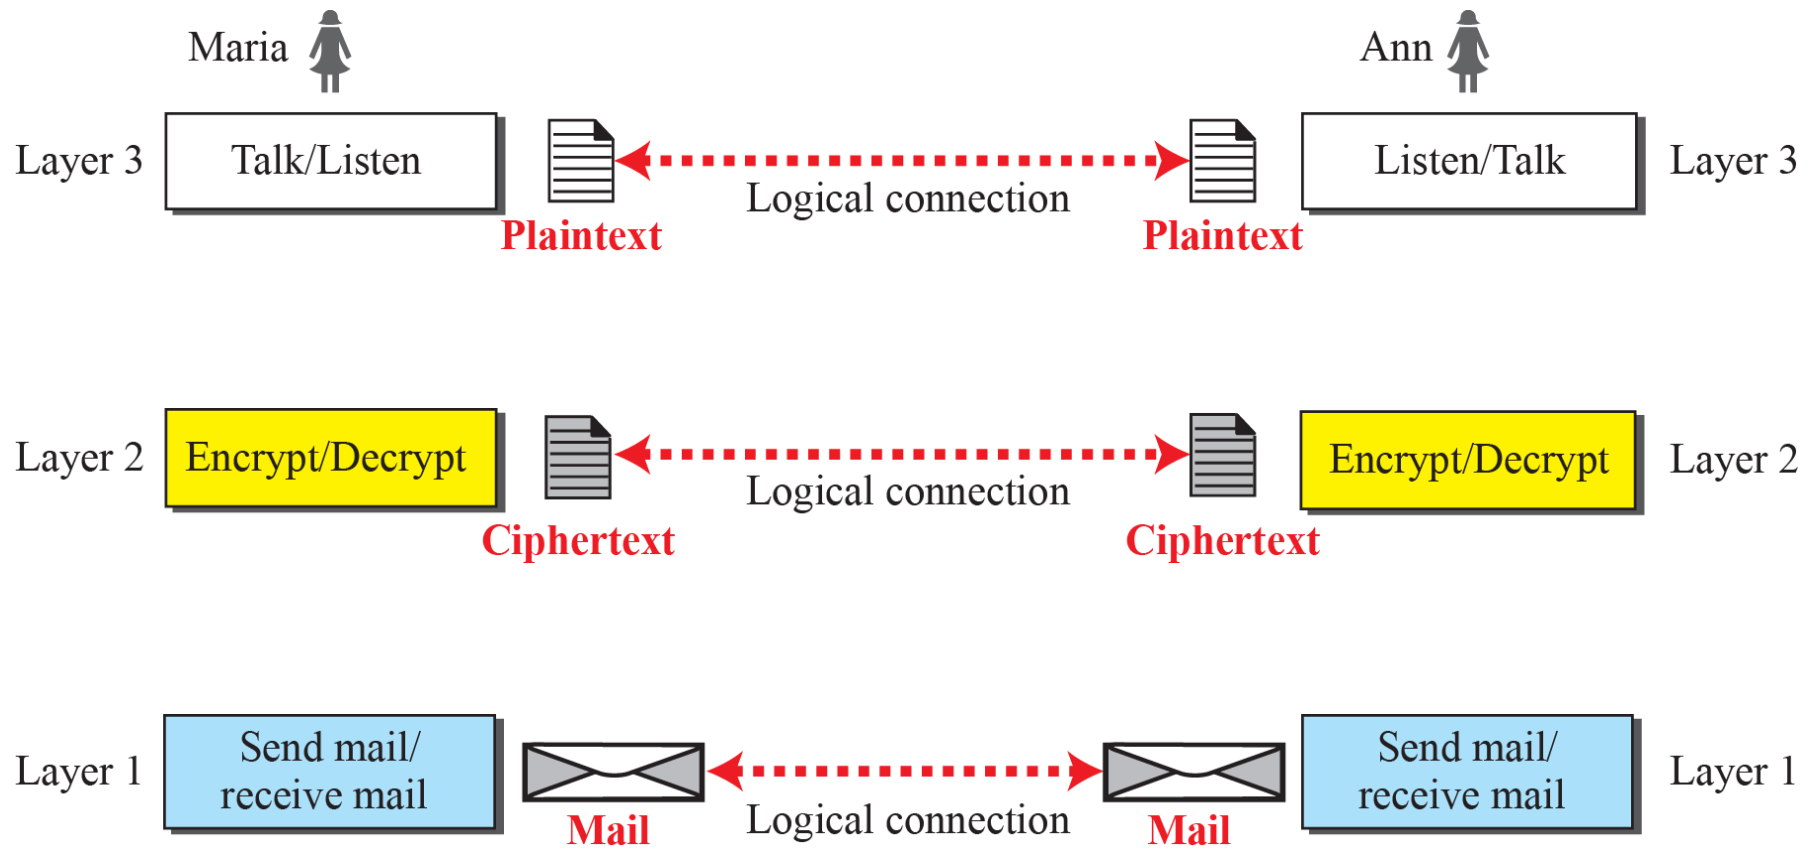 Maria
Ann
Layer 3
Talk/Listen
Logical connection
Listen/Talk
Layer 3
Plaintext
Plaintext
Layer 2
Encrypt/Decrypt
Logical connection
Encrypt/Decrypt
Layer 2
Ciphertext
Ciphertext
Layer 1
Send mail/
receive mail
Logical connection
Send mail/
receive mail
Layer 1
Mail
Mail